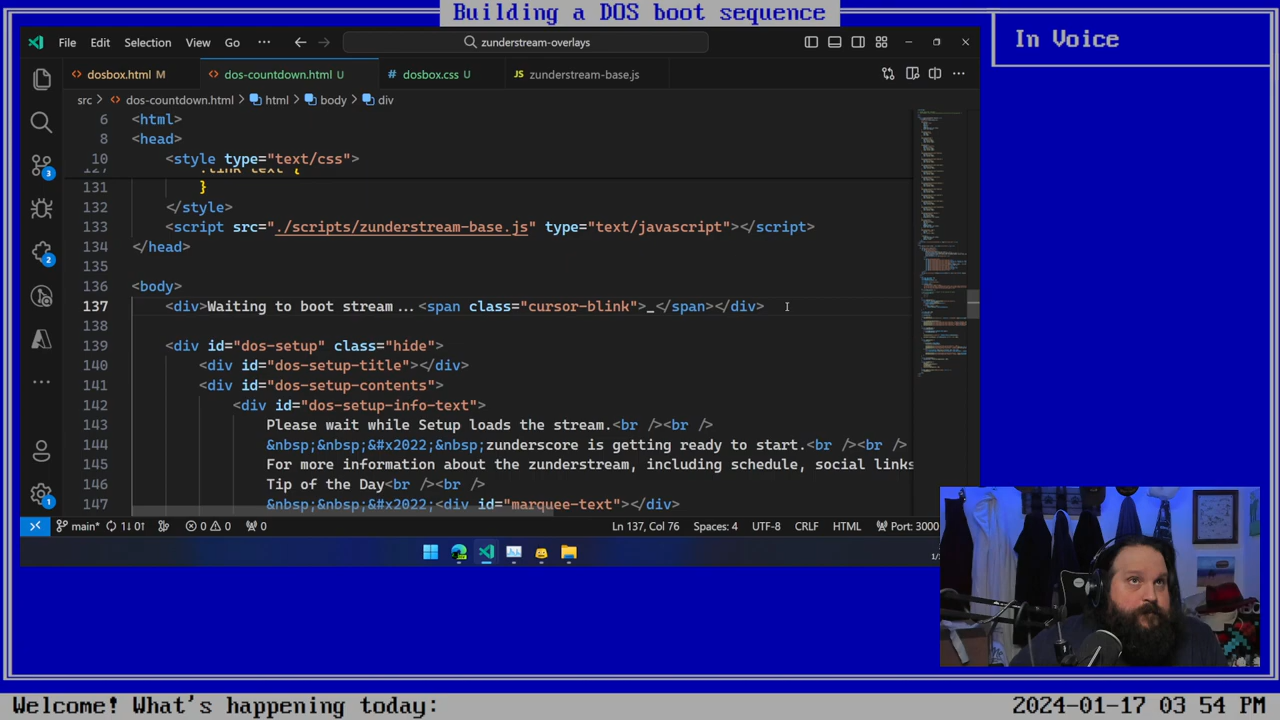 Building a DOS boot sequence
In Voice
File Edit Selection View Go ··· zunderstream-overlays
dosbox.html M dos-countdown.html U dosbox.css U zunderstream-base.js
src > dos-countdown.html > html > body > div
6 <html>
8 <head>
10 <style type="text/css">
127 .link-text {
131 }
132 </style>
133 <script src="./scripts/zunderstream-base.js" type="text/javascript"></script>
134 </head>
135
136 <body>
137 <div>Waiting to boot stream...<span class="cursor-blink">_</span></div>
138
139 <div id="dos-setup" class="hide">
140 <div id="dos-setup-title"></div>
141 <div id="dos-setup-contents">
142 <div id="dos-setup-info-text">
143 Please wait while Setup loads the stream.<br /><br />
144 &nbsp;&nbsp;&#x2022;&nbsp;zunderscore is getting ready to start.<br /><br />
145 For more information about the zunderstream, including schedule, social links
146 Tip of the Day<br /><br />
147 &nbsp;&nbsp;&#x2022;<div id="marquee-text"></div>
3
2
1
main* 1↓ 0↑ 0 0 0 Ln 137, Col 76 Spaces: 4 UTF-8 CRLF HTML Port: 3000
Welcome! What's happening today: 2024-01-17 03 54 PM